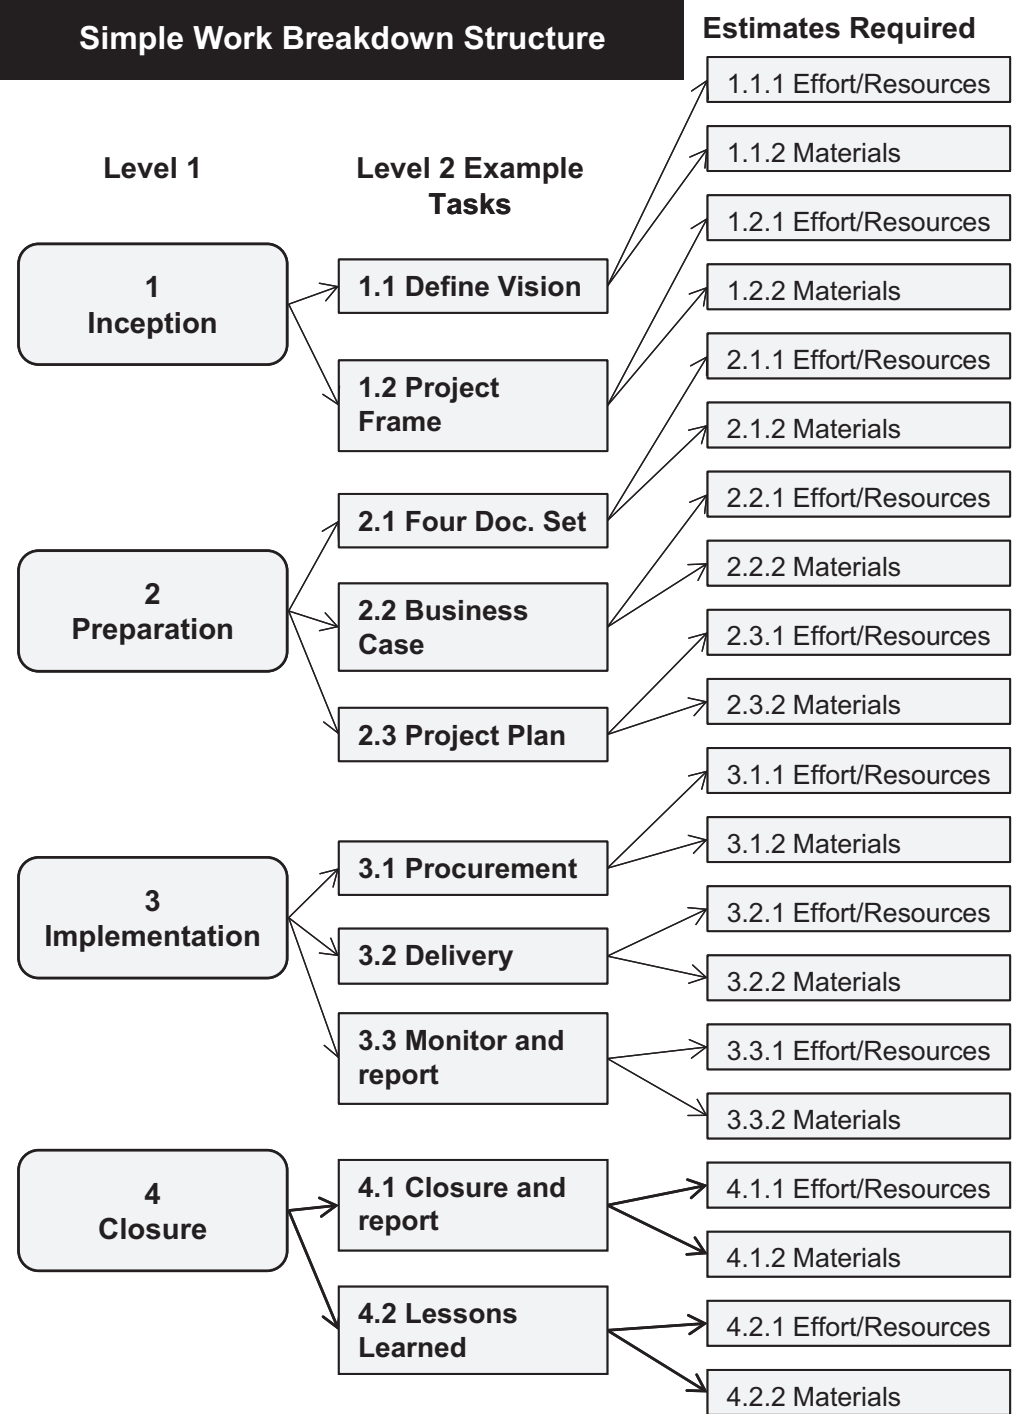 Simple Work Breakdown Structure
Estimates Required
Level 1
Level 2 Example
Tasks
1
Inception
1.1 Define Vision
1.1.1 Effort/Resources
1.1.2 Materials
1.2 Project
Frame
1.2.1 Effort/Resources
1.2.2 Materials
2
Preparation
2.1 Four Doc. Set
2.1.1 Effort/Resources
2.1.2 Materials
2.2 Business
Case
2.2.1 Effort/Resources
2.2.2 Materials
2.3 Project Plan
2.3.1 Effort/Resources
2.3.2 Materials
3
Implementation
3.1 Procurement
3.1.1 Effort/Resources
3.1.2 Materials
3.2 Delivery
3.2.1 Effort/Resources
3.2.2 Materials
3.3 Monitor and
report
3.3.1 Effort/Resources
3.3.2 Materials
4
Closure
4.1 Closure and
report
4.1.1 Effort/Resources
4.1.2 Materials
4.2 Lessons
Learned
4.2.1 Effort/Resources
4.2.2 Materials